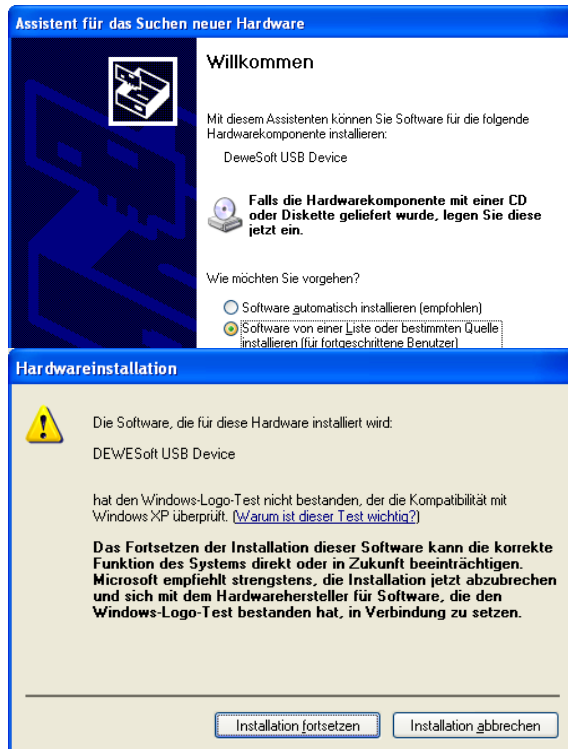 Assistent für das Suchen neuer Hardware
Willkommen
Mit diesem Assistenten können Sie Software für die folgende
Hardwarekomponente installieren:
DeweSoft USB Device
Falls die Hardwarekomponente mit einer CD
oder Diskette geliefert wurde, legen Sie diese
jetzt ein.
Wie möchten Sie vorgehen?
Software automatisch installieren (empfohlen)
Software von einer Liste oder bestimmten Quelle
installieren (für fortgeschrittene Benutzer)
Hardwareinstallation
Die Software, die für diese Hardware installiert wird:
DEWESoft USB Device
hat den Windows-Logo-Test nicht bestanden, der die Kompatibilität mit
Windows XP überprüft. (Warum ist dieser Test wichtig?)
Das Fortsetzen der Installation dieser Software kann die korrekte
Funktion des Systems direkt oder in Zukunft beeinträchtigen.
Microsoft empfiehlt strengstens, die Installation jetzt abzubrechen
und sich mit dem Hardwarehersteller für Software, die den
Windows-Logo-Test bestanden hat, in Verbindung zu setzen.
Installation fortsetzen Installation abbrechen